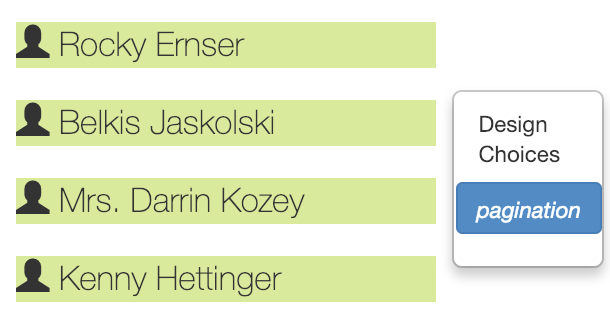 Rocky Ernser
Belkis Jaskolski
Mrs. Darrin Kozey
Kenny Hettinger
Design
Choices
pagination